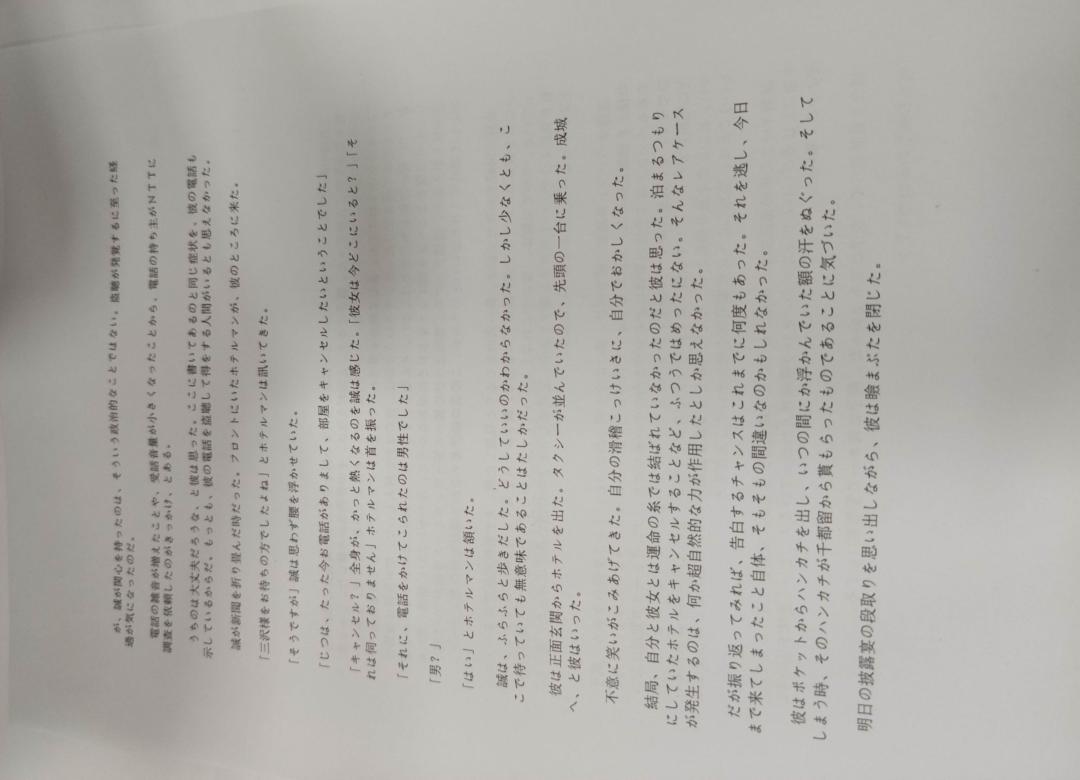 が、誠が関心を持ったのは、そういう政治的なことではない。盗聴が発覚するに至った経
過が気になったのだ。
電話の雑音が増えたことや、受話音量が小さくなったことから、電話の持ち主がＮＴＴに
調査を依頼したのがきっかけ、とある。
うちのは大丈夫だろうな、と彼は思った。ここに書いてあるのと同じ症状を、彼の電話も
示しているからだ。もっとも、彼の電話を盗聴して得をする人間がいるとも思えなかった。
誠が新聞を折り畳んだ時だった。フロントにいたホテルマンが、彼のところに来た。
「三沢様をお待ちの方でしたよね」とホテルマンは訊いてきた。
「そうですが」誠は思わず腰を浮かせていた。
「じつは、たった今お電話がありまして、部屋をキャンセルしたいということでした」
「キャンセル？」全身が、かっと熱くなるのを誠は感じた。「彼女は今どこにいると？」「そ
れは伺っておりません」ホテルマンは首を振った。
「それに、電話をかけてこられたのは男性でした」
「男？」
「はい」とホテルマンは頷いた。
誠は、ふらふらと歩きだした。どうしていいのかわからなかった。しかし少なくとも、こ
こで待っていても無意味であることはたしかだった。
彼は正面玄関からホテルを出た。タクシーが並んでいたので、先頭の一台に乗った。成城
へ、と彼はいった。
不意に笑いがこみあげてきた。自分の滑稽こっけいさに、自分でおかしくなった。
結局、自分と彼女とは運命の糸では結ばれていなかったのだと彼は思った。泊まるつもり
にしていたホテルをキャンセルすることなど、ふつうではめったにない。そんなレアケース
が発生するのは、何か超自然的な力が作用したとしか思えなかった。
だが振り返ってみれば、告白するチャンスはこれまでに何度もあった。それを逃し、今日
まで来てしまったこと自体、そもそもの間違いなのかもしれなかった。
彼はポケットからハンカチを出し、いつの間にか浮かんでいた額の汗をぬぐった。そして
しまう時、そのハンカチが千都留から貰もらったものであることに気づいた。
明日の披露宴の段取りを思い出しながら、彼は瞼まぶたを閉じた。